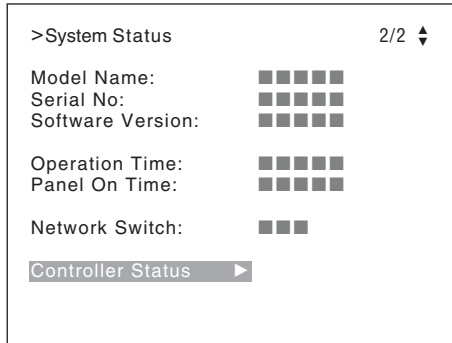 >System Status 2/2
Model Name: ■■■■■
Serial No: ■■■■■
Software Version: ■■■■■
Operation Time: ■■■■■
Panel On Time: ■■■■■
Network Switch: ■■■
Controller Status ►